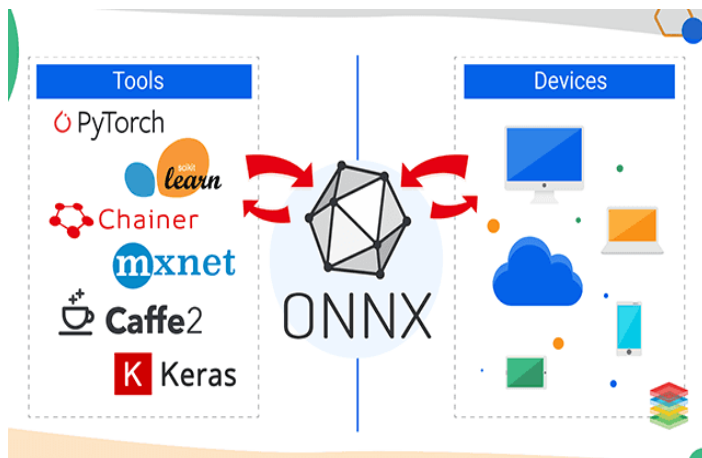 Tools
PyTorch
scikit
learn
Chainer
mxnet
Caffe2
K Keras
ONNX
Devices